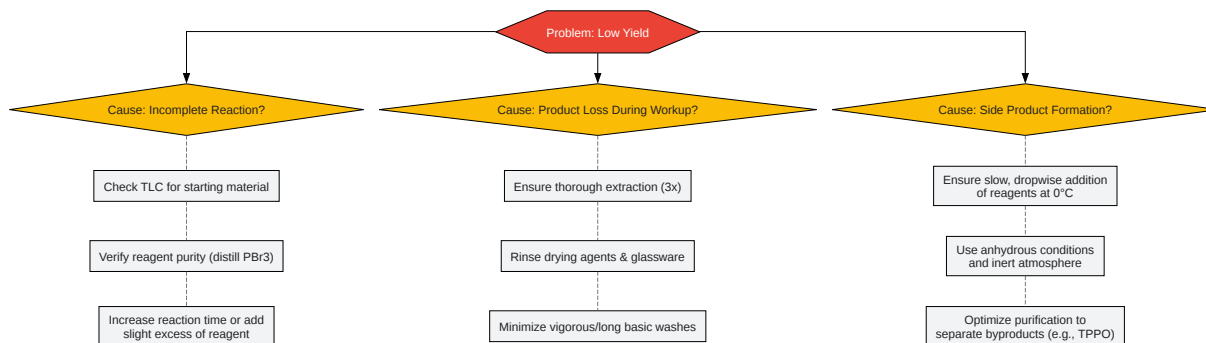 Problem: Low Yield
Cause: Incomplete Reaction?
Cause: Product Loss During Workup?
Cause: Side Product Formation?
Check TLC for starting material
Ensure thorough extraction (3x)
Ensure slow, dropwise addition
of reagents at 0°C
Verify reagent purity (distill PBr3)
Rinse drying agents & glassware
Use anhydrous conditions
and inert atmosphere
Increase reaction time or add
slight excess of reagent
Minimize vigorous/long basic washes
Optimize purification to
separate byproducts (e.g., TPPO)